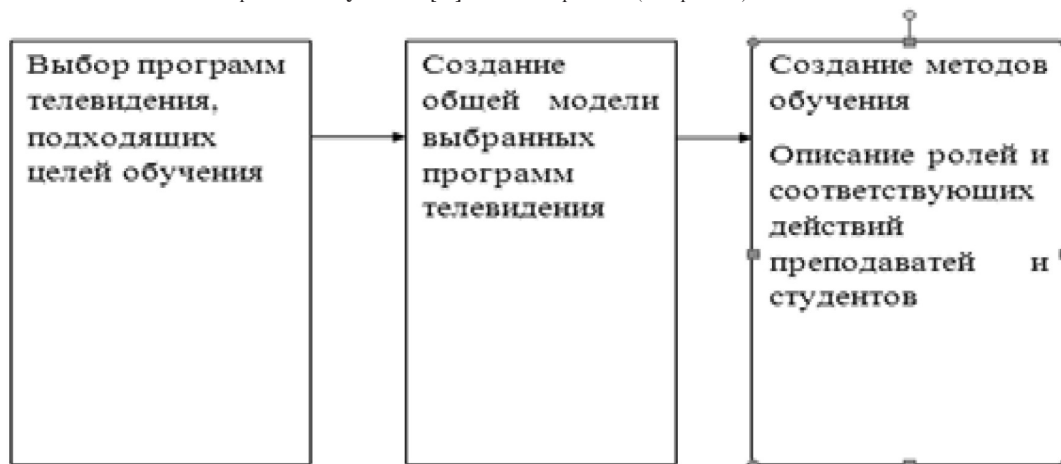 Выбор программ
телевидения,
подходящих
целей обучения
Создание
общей модели
выбранных
программ
телевидения
Создание методов
обучения
Описание ролей и
соответствующих
действий
преподаватей и
студентов